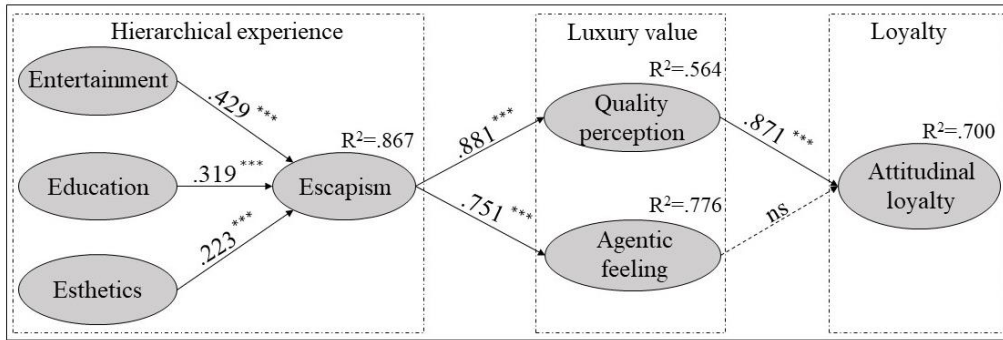 Hierarchical experience
Luxury value
Loyalty
Entertainment
R²=.564
.429 ***
Quality
perception
R²=.867
.881 ***
.871 ***
R²=.700
Education
.319 ***
Escapism
Attitudinal
loyalty
.223 ***
.751 ***
R²=.776
ns
Agentic
feeling
Esthetics